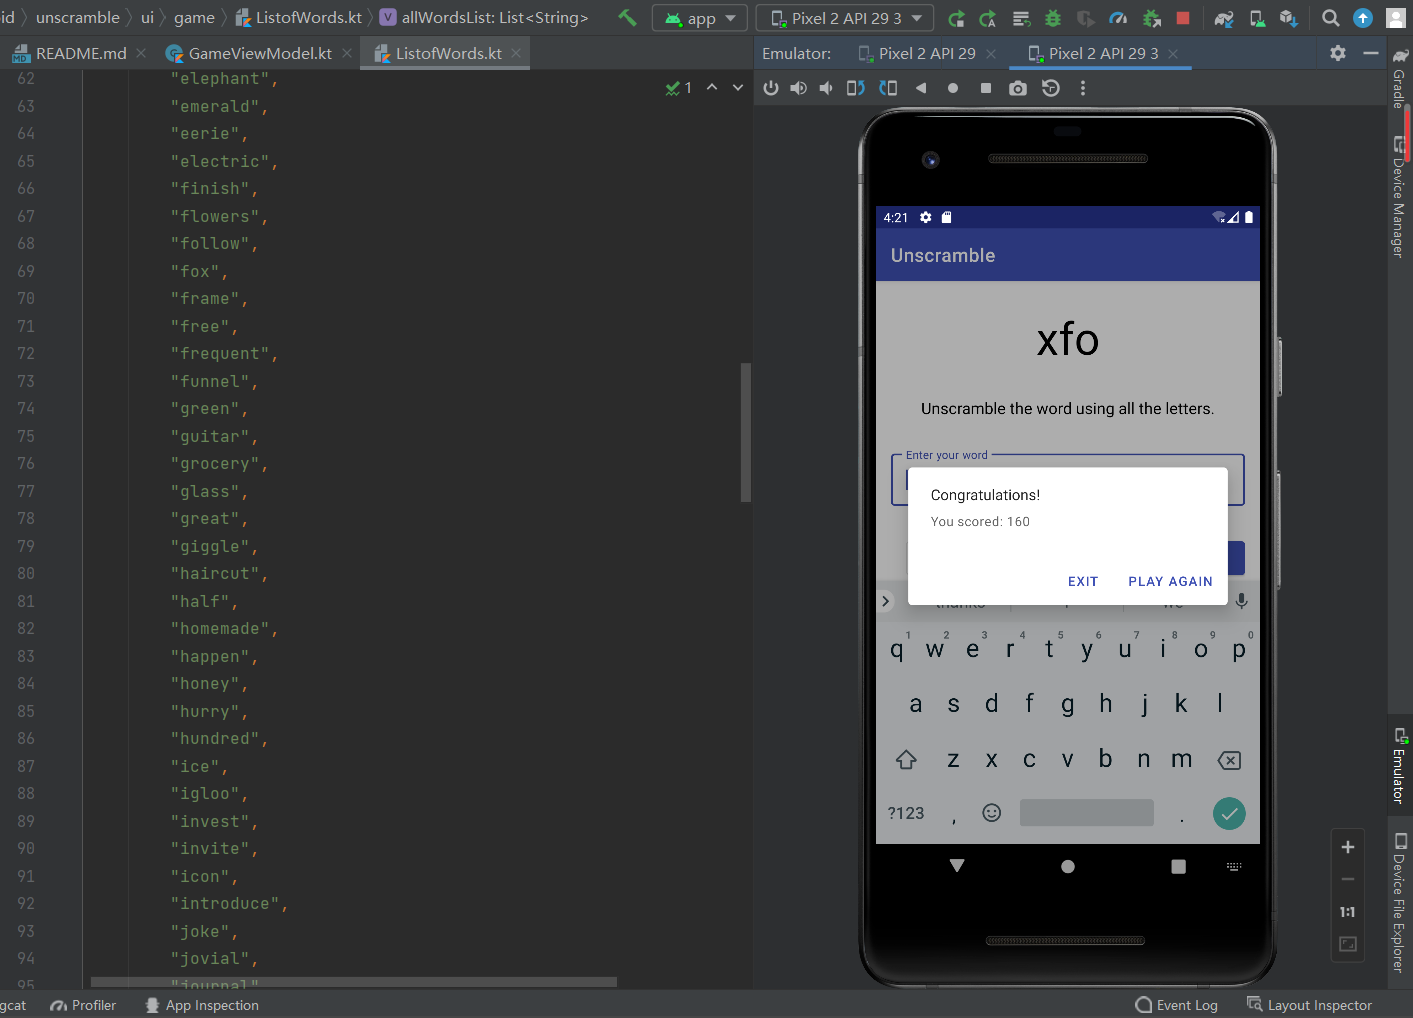 oid unscramble ui game ListofWords.kt allWordsList: List<String> app Pixel 2 API 29 3
README.md GameViewModel.kt ListofWords.kt
62 "elephant",
63 "emerald",
64 "eerie",
65 "electric",
66 "finish",
67 "flowers",
68 "follow",
69 "fox",
70 "frame",
71 "free",
72 "frequent",
73 "funnel",
74 "green",
75 "guitar",
76 "grocery",
77 "glass",
78 "great",
79 "giggle",
80 "haircut",
81 "half",
82 "homemade",
83 "happen",
84 "honey",
85 "hurry",
86 "hundred",
87 "ice",
88 "igloo",
89 "invest",
90 "invite",
91 "icon",
92 "introduce",
93 "joke",
94 "jovial",
95 "journal"
1
Emulator: Pixel 2 API 29 Pixel 2 API 29 3
4:21
Unscramble
xfo
Unscramble the word using all the letters.
Enter your word
Congratulations!
You scored: 160
EXIT PLAY AGAIN
thanks I we
1 2 3 4 5 6 7 8 9 0
q w e r t y u i o p
a s d f g h j k l
z x c v b n m
?123 , .
1:1
Gradle
Device Manager
Emulator
Device File Explorer
gcat Profiler App Inspection Event Log Layout Inspector